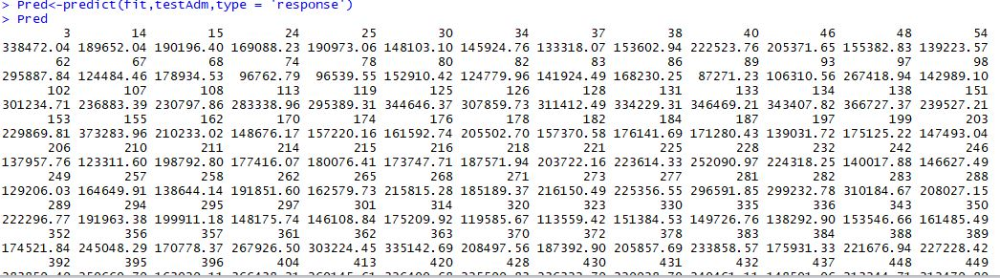 > Pred<-predict(fit,testAdm,type = 'response')
> Pred
3 14 15 24 25 30 34 37 38 40 46 48 54
338472.04 189652.04 190196.40 169088.23 190973.06 148103.10 145924.76 133318.07 153602.94 222523.76 205371.65 155382.83 139223.57
62 67 68 74 78 80 82 83 86 89 93 97 98
295887.84 124484.46 178934.53 96762.79 96539.55 152910.42 124779.96 141924.49 168230.25 87271.23 106310.56 267418.94 142989.10
102 107 108 113 119 125 126 128 131 133 134 138 151
301234.71 236883.39 230797.86 283338.96 295389.31 344646.37 307859.73 311412.49 334229.31 346469.21 343407.82 366727.37 239527.21
153 155 162 170 174 176 178 182 184 187 197 199 203
229869.81 373283.96 210233.02 148676.17 157220.16 161592.74 205502.70 157370.58 176141.69 171280.43 139031.72 175125.22 147493.04
206 210 211 214 215 216 218 221 225 228 232 242 246
137957.76 123311.60 198792.80 177416.07 180076.41 173747.71 187571.94 203722.16 223614.33 252090.97 224318.25 140017.88 146627.49
249 257 258 262 265 268 271 273 277 281 282 283 288
129206.03 164649.91 138644.14 191851.60 162579.73 215815.28 185189.37 216150.49 225356.55 296591.85 299232.78 310184.67 208027.15
289 294 295 297 301 314 320 323 330 335 336 343 350
222296.77 191963.38 199911.18 148175.74 146108.84 175209.92 119585.67 113559.42 151384.53 149726.76 138292.90 153546.66 161485.49
352 356 357 361 362 363 370 372 378 383 384 388 389
174521.84 245048.29 170778.37 267926.50 303224.45 335142.69 208497.56 187392.90 205857.69 233858.57 175931.33 221676.94 227228.42
392 395 396 404 413 420 428 430 431 432 437 448 449